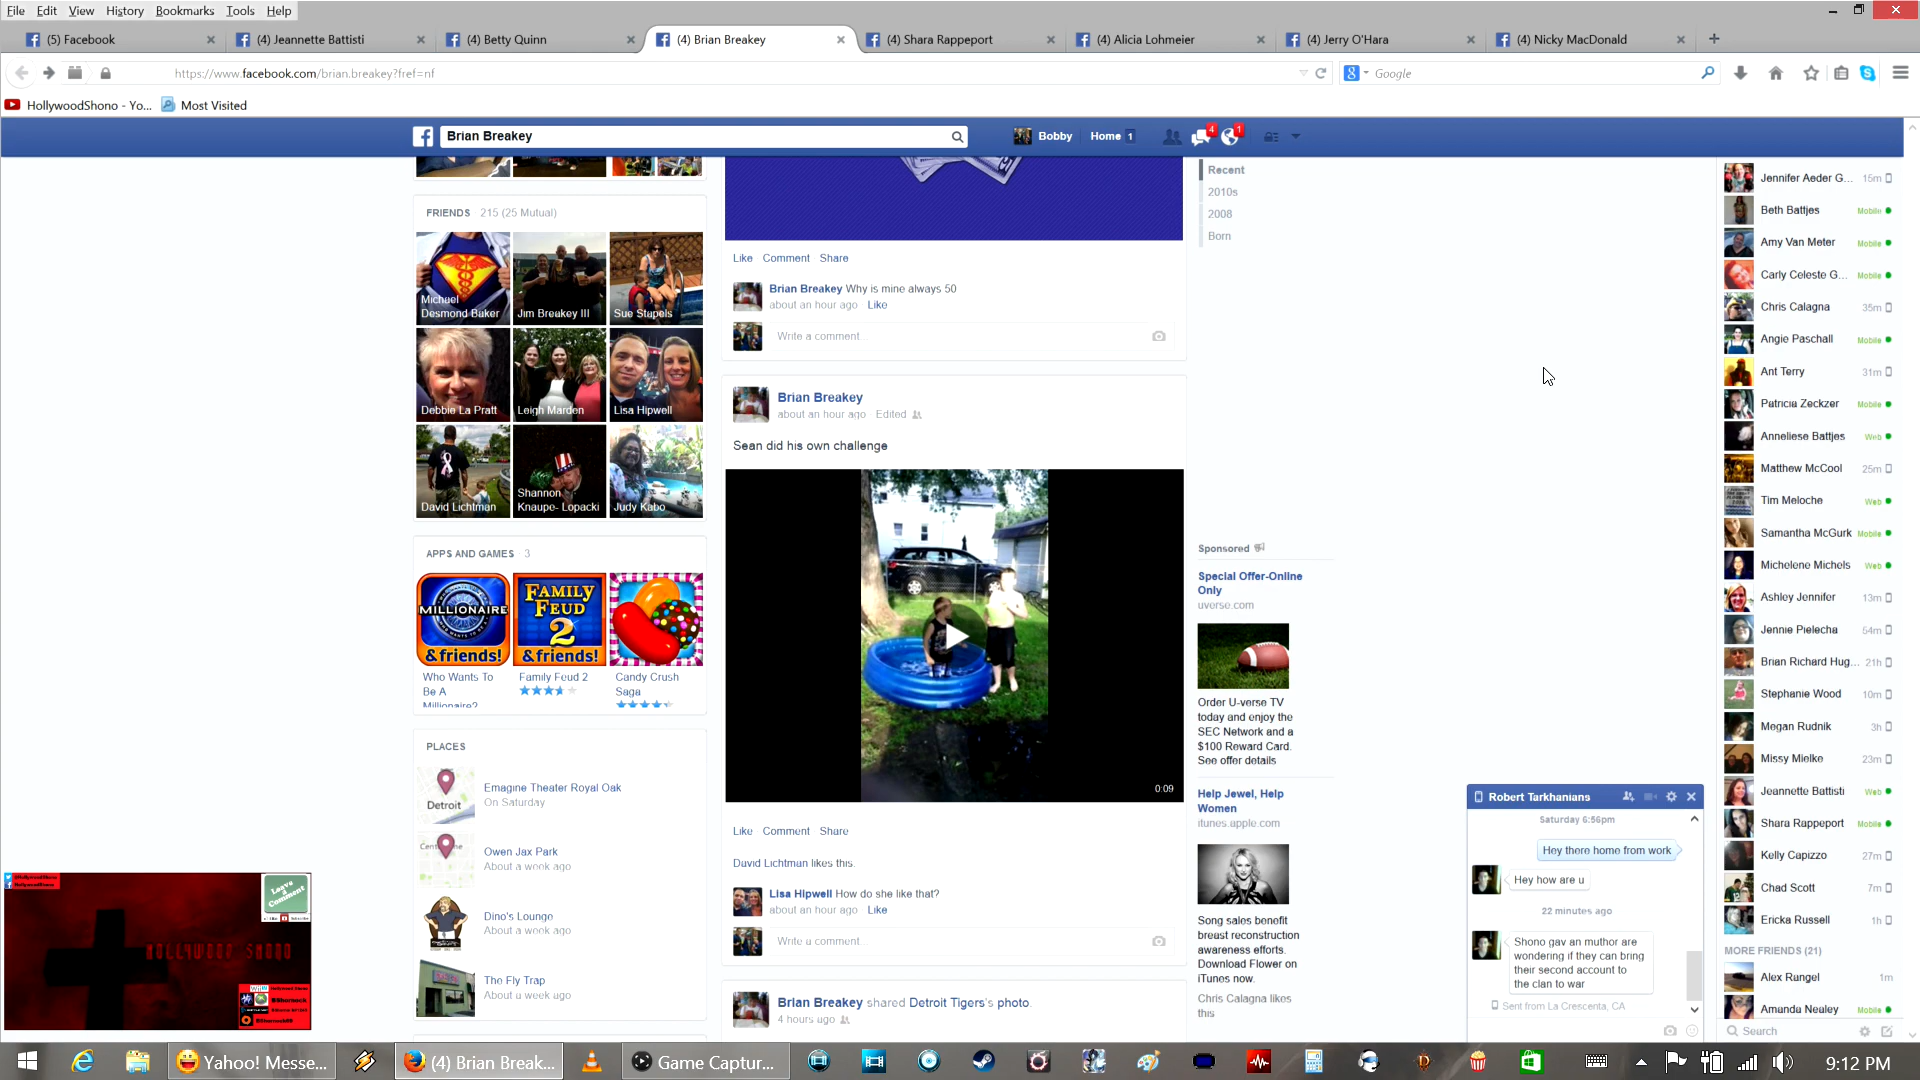 File Edit View History Bookmarks Tools Help
(5) Facebook
(4) Jeannette Battisti
(4) Betty Quinn
(4) Brian Breakey
(4) Shara Rappeport
(4) Alicia Lohmeier
(4) Jerry O'Hara
(4) Nicky MacDonald
https://www.facebook.com/brian.breakey?fref=nf
Google
HollywoodShono - Yo...
Most Visited
Brian Breakey
Bobby
Home 1
4
1
FRIENDS 215 (25 Mutual)
Michael
Desmond Baker
Jim Breakey III
Sue Stapels
Debbie La Pratt
Leigh Marden
Lisa Hipwell
David Lichtman
Shannon
Knaupe- Lopacki
Judy Kabo
APPS AND GAMES · 3
MILLIONAIRE
& friends!
FAMILY
FEUD
2
& friends!
Who Wants To
Be A
Millionaire?
Family Feud 2
Candy Crush
Saga
PLACES
Detroit
Emagine Theater Royal Oak
On Saturday
Owen Jax Park
About a week ago
Dino's Lounge
About a week ago
The Fly Trap
About a week ago
Like Comment Share
Brian Breakey Why is mine always 50
about an hour ago · Like
Write a comment...
Brian Breakey
about an hour ago · Edited
Sean did his own challenge
0:09
Like Comment Share
David Lichtman likes this.
Lisa Hipwell How do she like that?
about an hour ago · Like
Write a comment...
Brian Breakey shared Detroit Tigers's photo.
4 hours ago
Recent
2010s
2008
Born
Sponsored
Special Offer-Online
Only
uverse.com
Order U-verse TV
today and enjoy the
SEC Network and a
$100 Reward Card.
See offer details
Help Jewel, Help
Women
itunes.apple.com
Song sales benefit
breast reconstruction
awareness efforts.
Download Flower on
iTunes now.
Chris Calagna likes
this
Robert Tarkhanians
Saturday 6:56pm
Hey there home from work
Hey how are u
22 minutes ago
Shono gav an muthor are
wondering if they can bring
their second account to
the clan to war
Sent from La Crescenta, CA
Jennifer Aeder G... 15m
Beth Battjes Mobile
Amy Van Meter Mobile
Carly Celeste G... Mobile
Chris Calagna 35m
Angie Paschall Mobile
Ant Terry 31m
Patricia Zeckzer Mobile
Anneliese Battjes Web
Matthew McCool 25m
Tim Meloche Web
Samantha McGurk Mobile
Michelene Michels Web
Ashley Jennifer 13m
Jennie Pielecha 54m
Brian Richard Hug... 21h
Stephanie Wood 10m
Megan Rudnik 3h
Missy Mielke 23m
Jeannette Battisti Web
Shara Rappeport Mobile
Kelly Capizzo 27m
Chad Scott 7m
Ericka Russell 1h
MORE FRIENDS (21)
Alex Rangel 1m
Amanda Nealey Mobile
Search
Leave a
Comment
HOLLYWOOD SHONO
Yahoo! Messe...
(4) Brian Break...
Game Captur...
9:12 PM